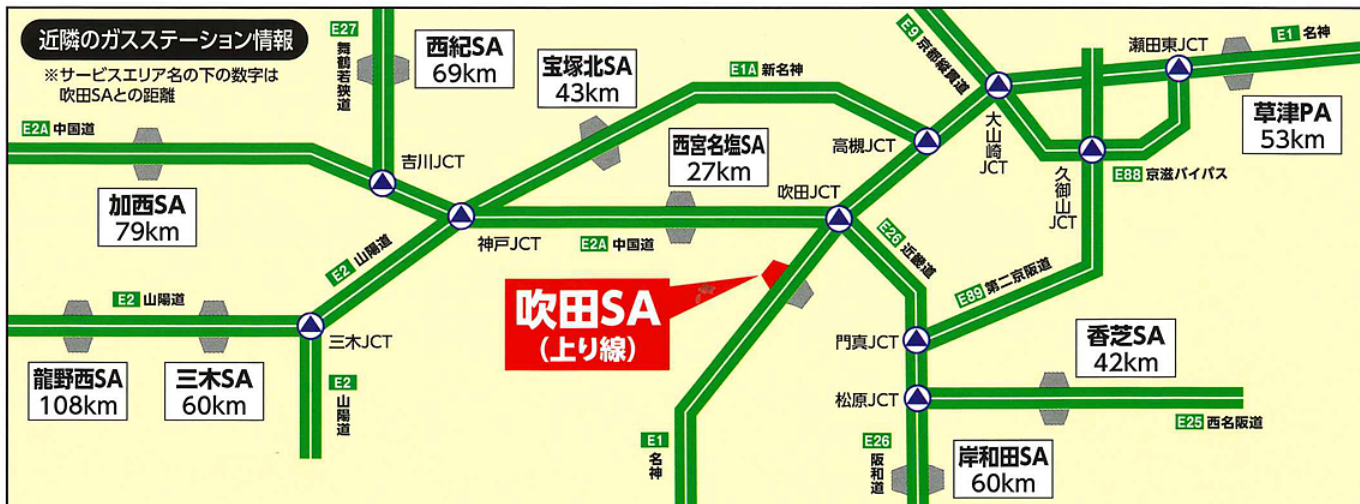 近隣のガスステーション情報
※サービスエリア名の下の数字は
吹田SAとの距離
E27
舞鶴若狭道
西紀SA
69km
宝塚北SA
43km
E1A 新名神
E9 京都縦貫道
瀬田東JCT
E1 名神
草津PA
53km
E2A 中国道
加西SA
79km
吉川JCT
西宮名塩SA
27km
高槻JCT
大山崎
JCT
久御山
JCT
E88 京滋バイパス
吹田JCT
神戸JCT
E2A 中国道
E2 山陽道
E26 近畿道
E89 第二京阪道
吹田SA
(上り線)
E2 山陽道
三木JCT
龍野西SA
108km
三木SA
60km
E2
山陽道
門真JCT
香芝SA
42km
松原JCT
E25 西名阪道
E1
名神
E26
阪和道
岸和田SA
60km